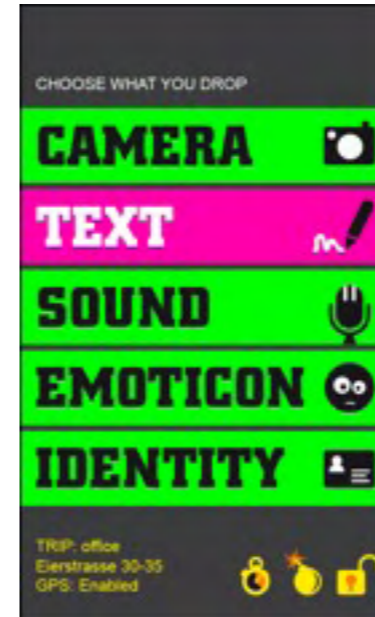 CHOOSE WHAT YOU DROP
CAMERA
TEXT
SOUND
EMOTICON
IDENTITY
TRIP: office
Eierstrasse 30-35
GPS: Enabled